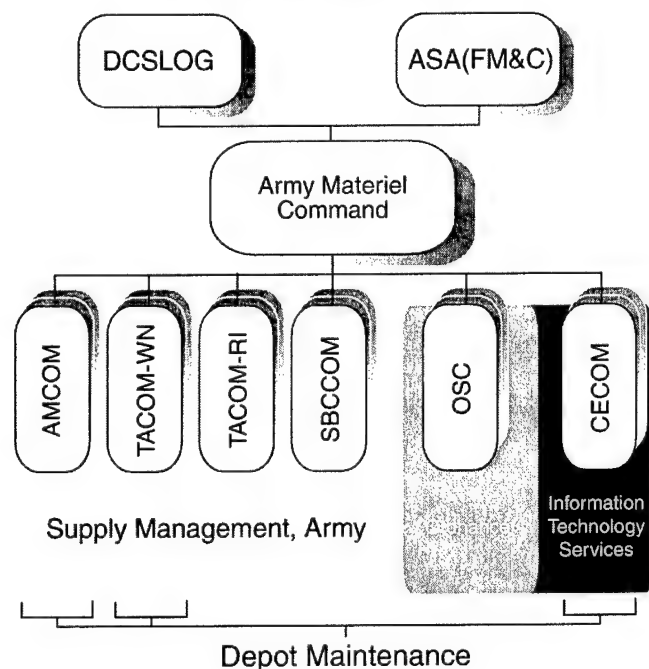 DCSLOG
ASA(FM&C)
Army Materiel
Command
AMCOM
TACOM-WN
TACOM-RI
SBCCOM
OSC
CECOM
Supply Management, Army
Information
Technology
Services
Depot Maintenance